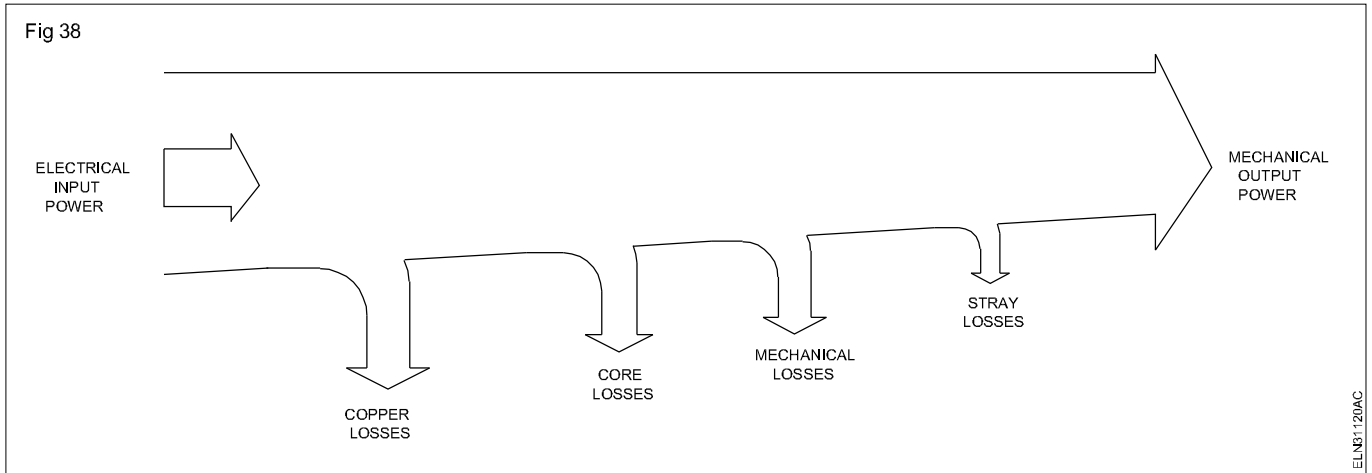 Fig 38
ELECTRICAL
INPUT
POWER
MECHANICAL
OUTPUT
POWER
COPPER
LOSSES
CORE
LOSSES
MECHANICAL
LOSSES
STRAY
LOSSES
ELN31120AC